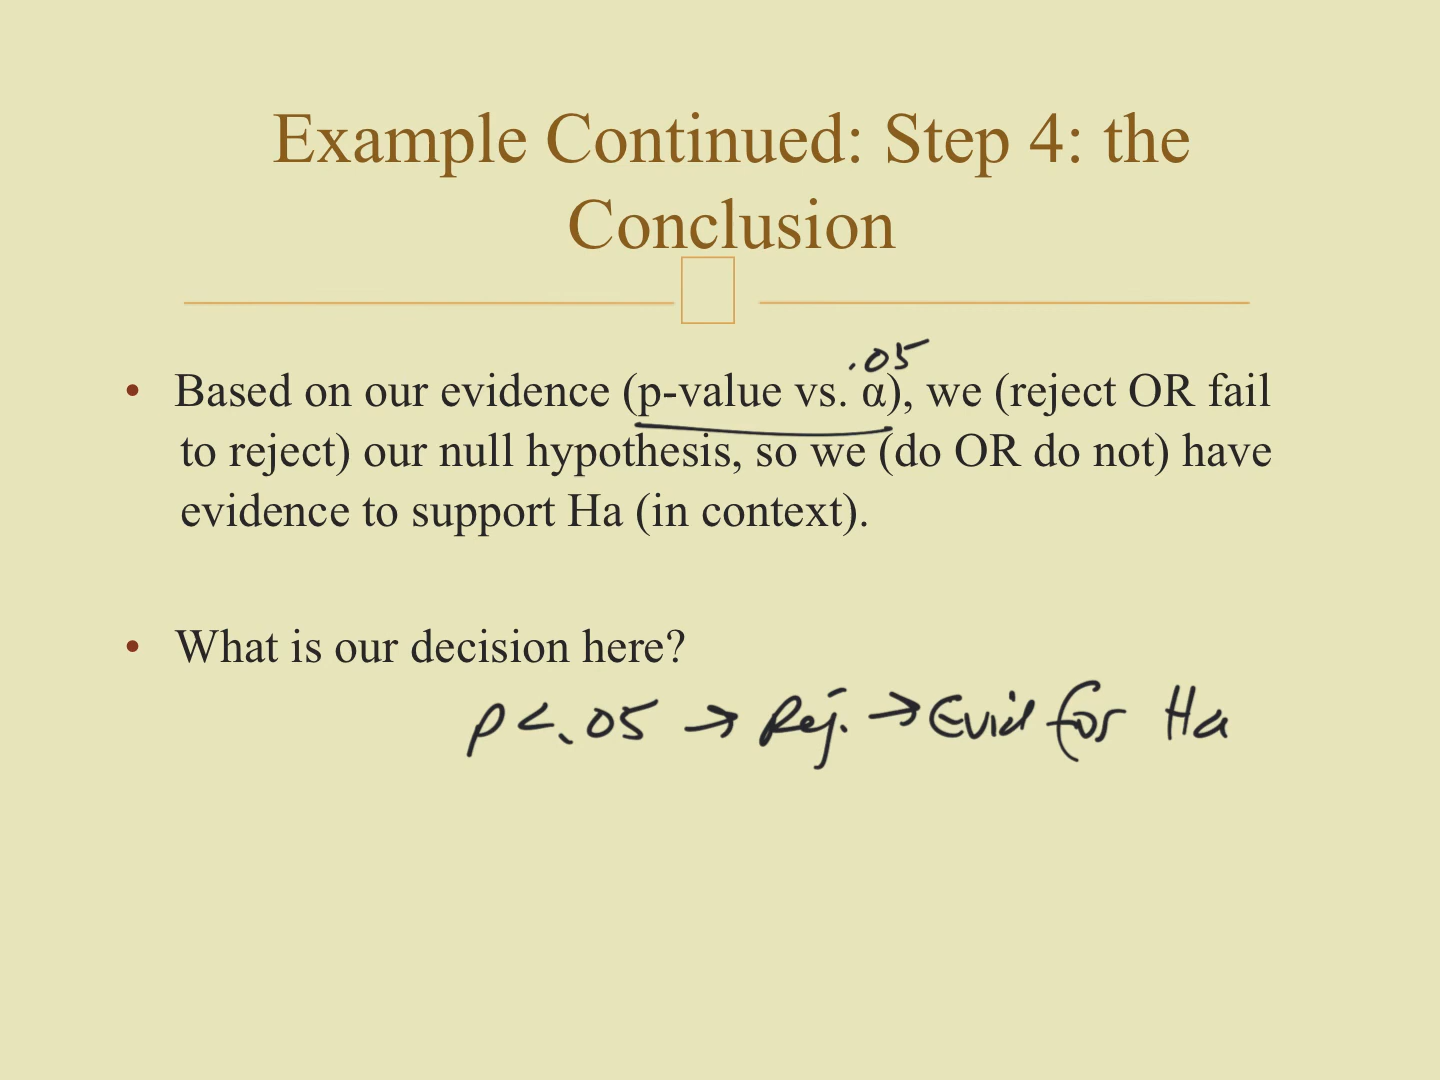 Example Continued: Step 4: the
Conclusion
.05
• Based on our evidence (p-value vs. α), we (reject OR fail
to reject) our null hypothesis, so we (do OR do not) have
evidence to support Ha (in context).
• What is our decision here?
p < .05 → Rej. → Evid for Ha